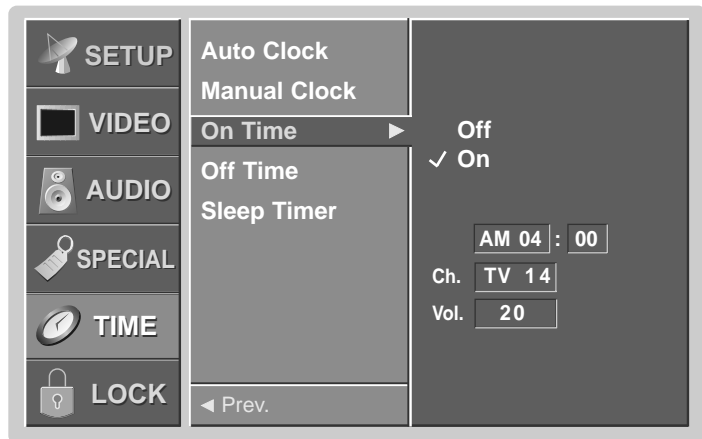 SETUP
VIDEO
AUDIO
SPECIAL
TIME
LOCK
Auto Clock
Manual Clock
On Time ►
Off Time
Sleep Timer
◄ Prev.
Off
✓ On
AM 04 : 00
Ch. TV 14
Vol. 20